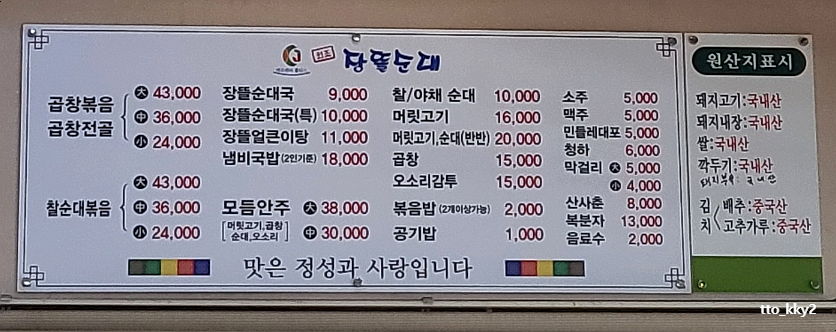 원조 장뜰순대
곱창볶음
곱창전골
大 43,000
中 36,000
小 24,000
찰순대볶음
大 43,000
中 36,000
小 24,000
장뜰순대국 9,000
장뜰순대국(특) 10,000
장뜰얼큰이탕 11,000
냄비국밥(2인기준) 18,000
모듬안주
[머릿고기,곱창
순대,오소리]
大 38,000
中 30,000
찰/야채 순대 10,000
머릿고기 16,000
머릿고기,순대(반반) 20,000
곱창 15,000
오소리감투 15,000
볶음밥(2개이상가능) 2,000
공기밥 1,000
소주 5,000
맥주 5,000
민들레대포 5,000
청하 6,000
막걸리 大 5,000
小 4,000
산사춘 8,000
복분자 13,000
음료수 2,000
맛은 정성과 사랑입니다
원산지표시
돼지고기:국내산
돼지내장:국내산
쌀:국내산
깍두기:국내산
국내산
김치
배추:중국산
고추가루:중국산
tto_kky2